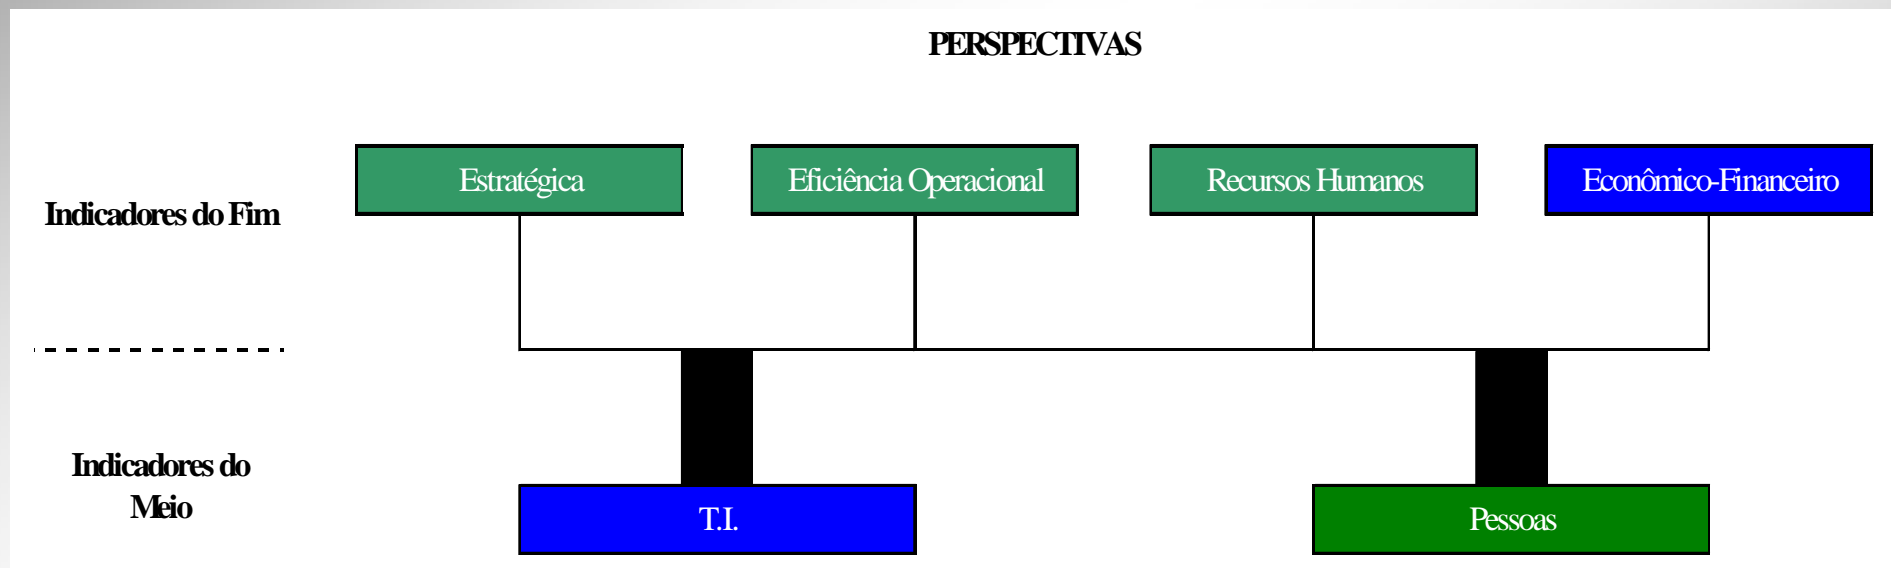 PERSPECTIVAS
Estratégica
Eficiência Operacional
Recursos Humanos
Econômico-Financeiro
Indicadores do Fim
Indicadores do
Meio
T.I.
Pessoas